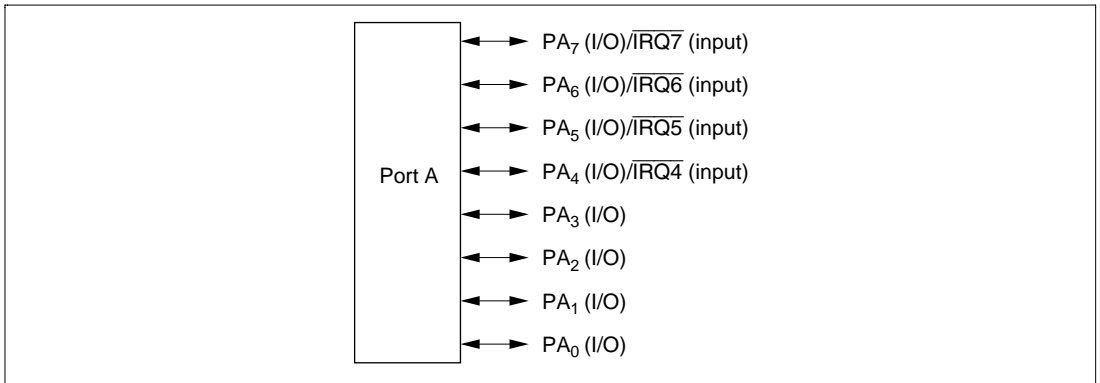 Port A
PA7 (I/O)/IRQ7 (input)
PA6 (I/O)/IRQ6 (input)
PA5 (I/O)/IRQ5 (input)
PA4 (I/O)/IRQ4 (input)
PA3 (I/O)
PA2 (I/O)
PA1 (I/O)
PA0 (I/O)